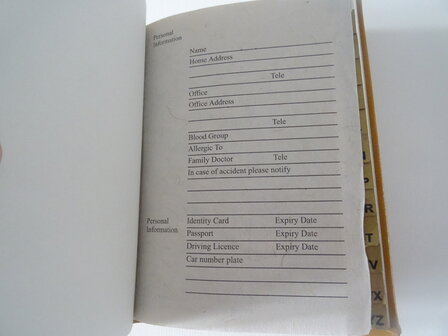 Personal
Information
Name
Home Address
Tele
Office
Office Address
Tele
Blood Group
Allergic To
Family Doctor Tele
In case of accident please notify
Personal
Information
Identity Card Expiry Date
Passport Expiry Date
Driving Licence Expiry Date
Car number plate
P
R
T
V
X
YZ